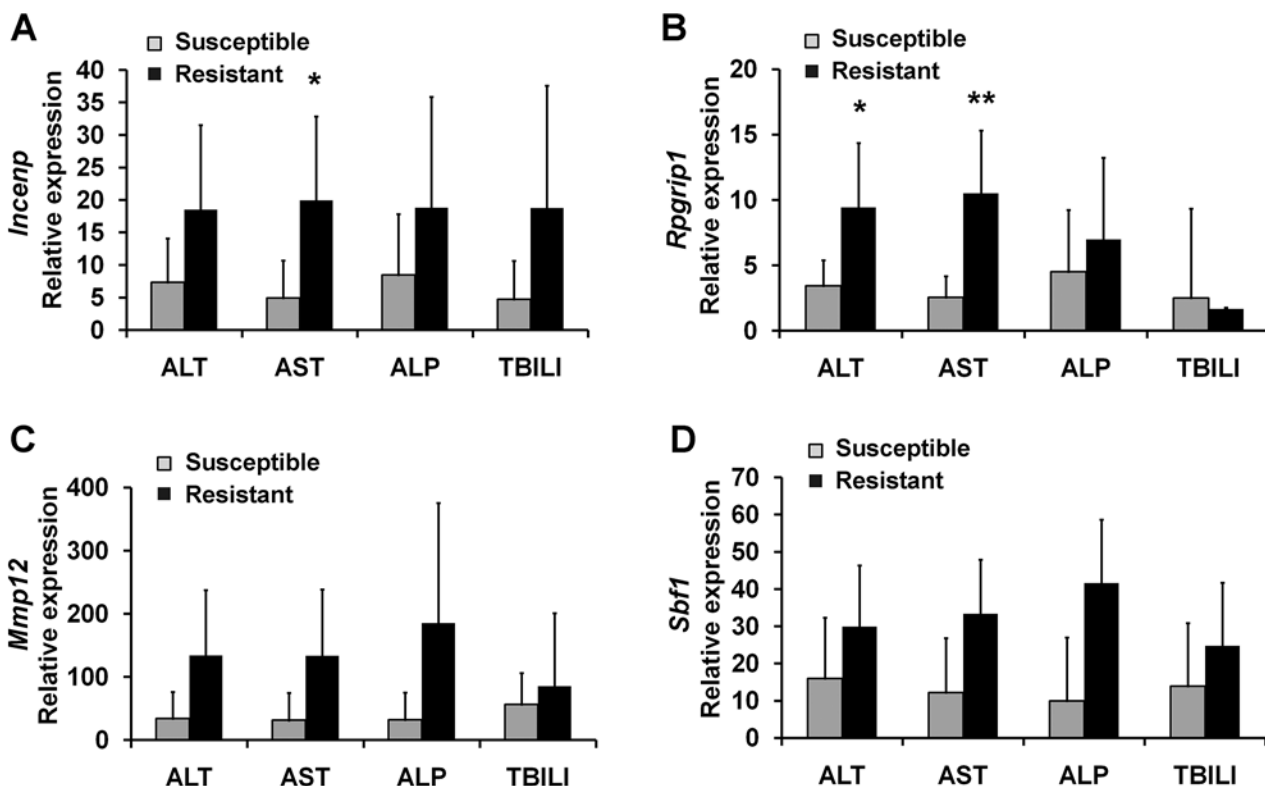 A
Susceptible
Resistant
Incenp
Relative expression
40
35
30
25
20
15
10
5
0
*
ALT AST ALP TBILI
B
Susceptible
Resistant
Rpgrip1
Relative expression
20
15
10
5
0
* **
ALT AST ALP TBILI
C
Susceptible
Resistant
Mmp12
Relative expression
400
300
200
100
0
ALT AST ALP TBILI
D
Susceptible
Resistant
Sbf1
Relative expression
70
60
50
40
30
20
10
0
ALT AST ALP TBILI